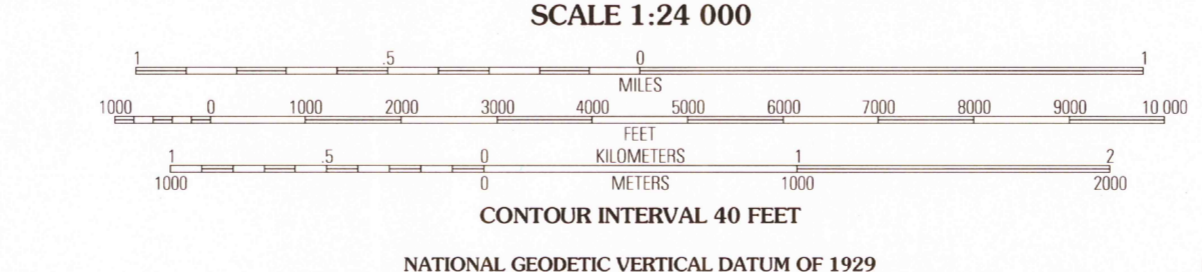 SCALE 1:24 000
1 .5 0 1
MILES
1000 0 1000 2000 3000 4000 5000 6000 7000 8000 9000 10 000
FEET
1 .5 0 KILOMETERS 1 2
1000 0 METERS 1000 2000
CONTOUR INTERVAL 40 FEET
NATIONAL GEODETIC VERTICAL DATUM OF 1929